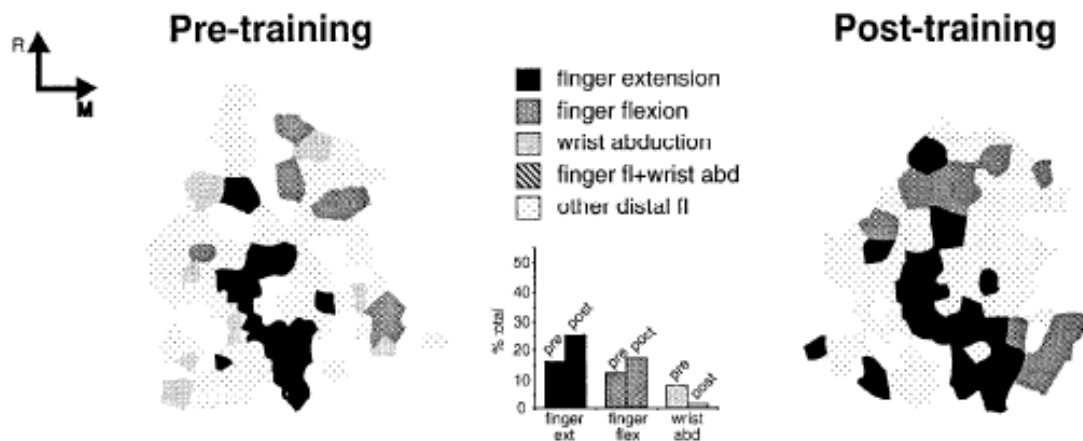 Pre-training
Post-training
R
M
finger extension
finger flexion
wrist abduction
finger fl+wrist abd
other distal fl
% total
50
40
30
20
10
0
pre
post
pre
post
pre
post
finger
ext
finger
flex
wrist
abd